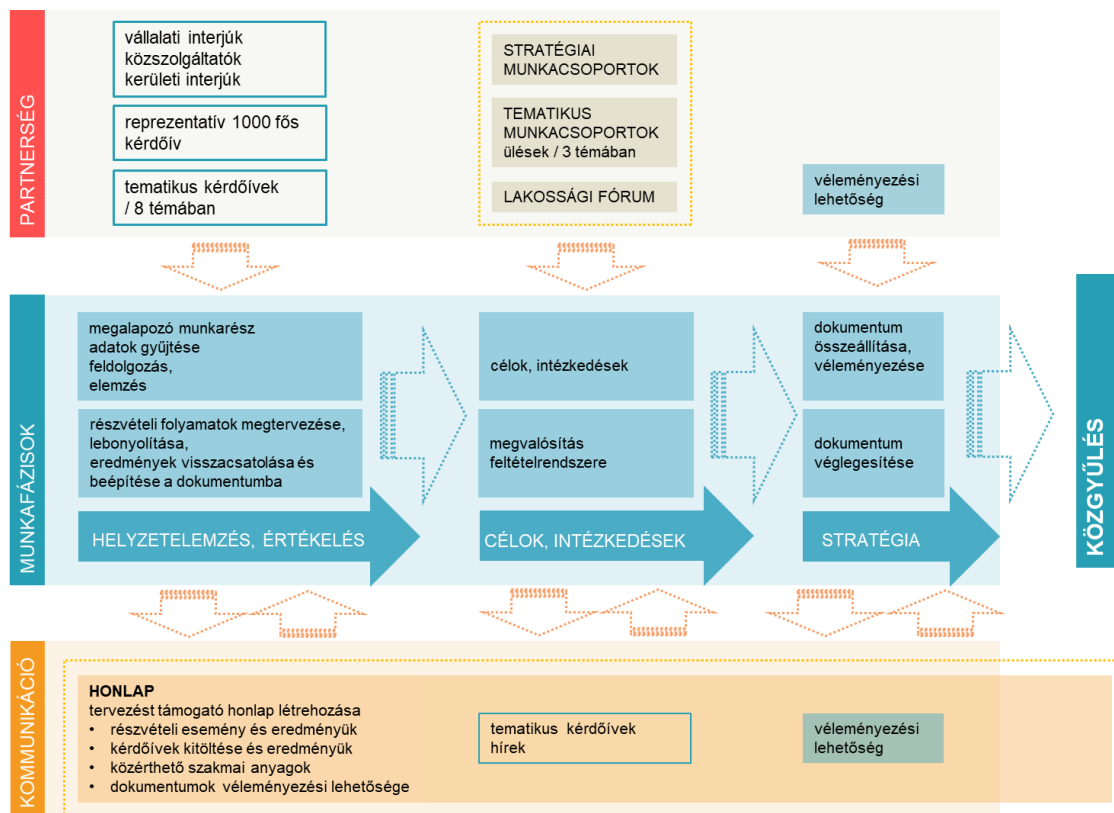 PARTNERSÉG
vállalati interjúk
közszolgáltatók
kerületi interjúk
reprezentatív 1000 fős
kérdőív
tematikus kérdőívek
/ 8 témában
STRATÉGIAI
MUNKACSOPORTOK
TEMATIKUS
MUNKACSOPORTOK
ülések / 3 témában
LAKOSSÁGI FÓRUM
véleményezési
lehetőség
MUNKAFÁZISOK
megalapozó munkarész
adatok gyűjtése
feldolgozás,
elemzés
részvételi folyamatok megtervezése,
lebonyolítása,
eredmények visszacsatolása és
beépítése a dokumentumba
HELYZETELEMZÉS, ÉRTÉKELÉS
célok, intézkedések
megvalósítás
feltételrendszere
CÉLOK, INTÉZKEDÉSEK
dokumentum
összeállítása,
véleményezése
dokumentum
véglegesítése
STRATÉGIA
KÖZGYŰLÉS
KOMMUNIKÁCIÓ
HONLAP
tervezést támogató honlap létrehozása
• részvételi esemény és eredményük
• kérdőívek kitöltése és eredményük
• közérthető szakmai anyagok
• dokumentumok véleményezési lehetősége
tematikus kérdőívek
hírek
véleményezési
lehetőség